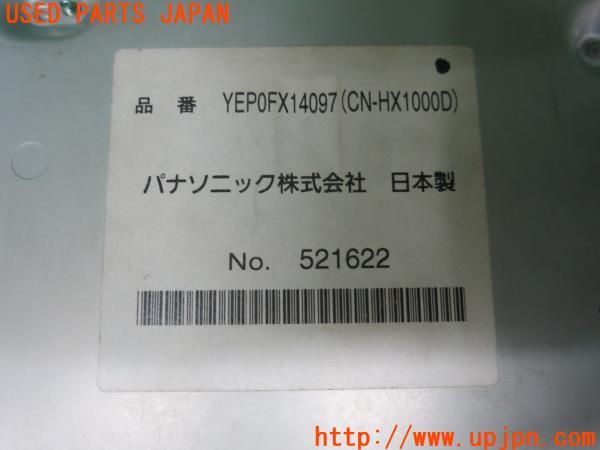 USED PARTS JAPAN
品 番 YEP0FX14097(CN-HX1000D)
パナソニック株式会社 日本製
No. 521622
http://www.upjpn.com/